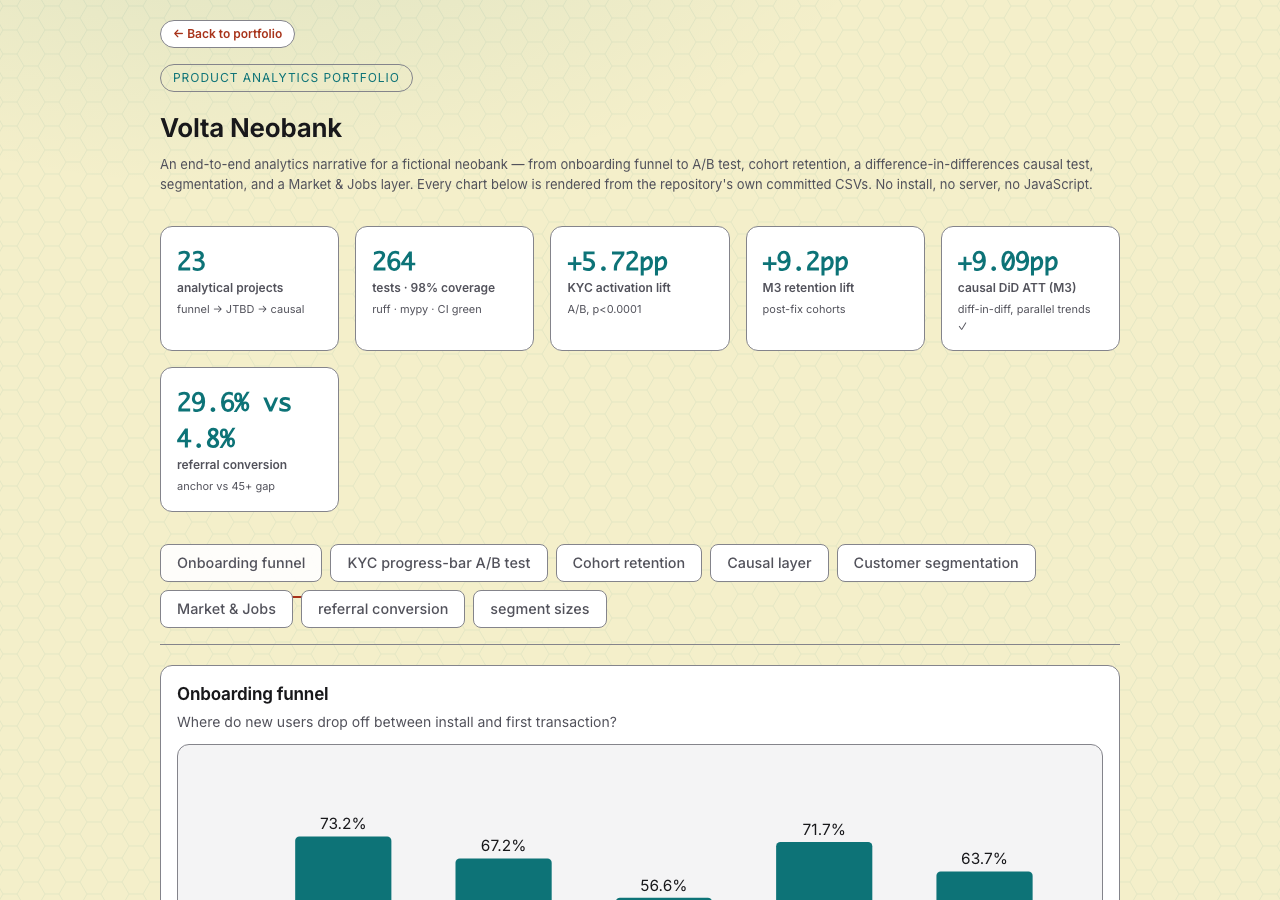 ← Back to portfolio
PRODUCT ANALYTICS PORTFOLIO
Volta Neobank
An end-to-end analytics narrative for a fictional neobank — from onboarding funnel to A/B test, cohort retention, a difference-in-differences causal test,
segmentation, and a Market & Jobs layer. Every chart below is rendered from the repository's own committed CSVs. No install, no server, no JavaScript.
23
analytical projects
funnel → JTBD → causal
264
tests · 98% coverage
ruff · mypy · CI green
+5.72pp
KYC activation lift
A/B, p<0.0001
+9.2pp
M3 retention lift
post-fix cohorts
+9.09pp
causal DiD ATT (M3)
diff-in-diff, parallel trends
✓
29.6% vs
4.8%
referral conversion
anchor vs 45+ gap
Onboarding funnel
KYC progress-bar A/B test
Cohort retention
Causal layer
Customer segmentation
Market & Jobs
referral conversion
segment sizes
Onboarding funnel
Where do new users drop off between install and first transaction?
73.2%
67.2%
56.6%
71.7%
63.7%